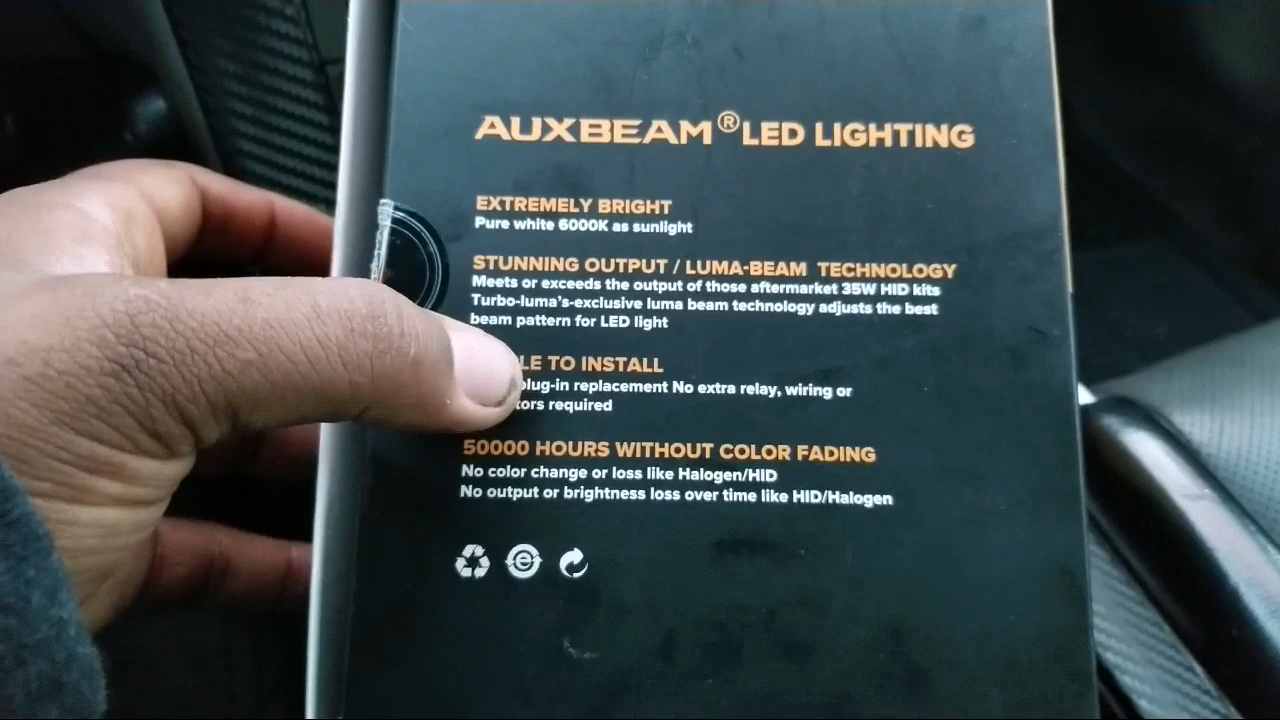 AUXBEAM® LED LIGHTING
EXTREMELY BRIGHT
Pure white 6000K as sunlight
STUNNING OUTPUT / LUMA-BEAM TECHNOLOGY
Meets or exceeds the output of those aftermarket 35W HID kits
Turbo-luma's-exclusive luma beam technology adjusts the best
beam pattern for LED light
TO INSTALL
plug-in replacement No extra relay, wiring or
required
50000 HOURS WITHOUT COLOR FADING
No color change or loss like Halogen/HID
No output or brightness loss over time like HID/Halogen